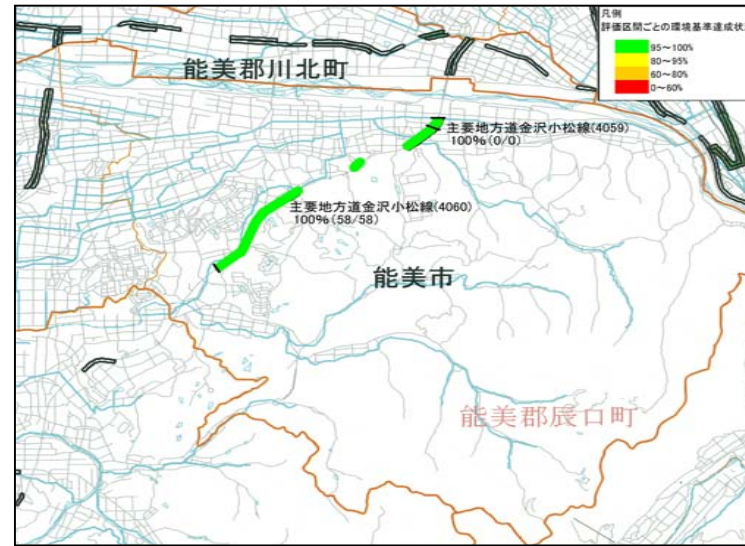 凡例
評価区間ごとの環境基準達成状
95～100%
80～95%
60～80%
0～60%
能美郡川北町
主要地方道金沢小松線(4059)
100%(0/0)
主要地方道金沢小松線(4060)
100%(58/58)
能美市
能美郡辰口町